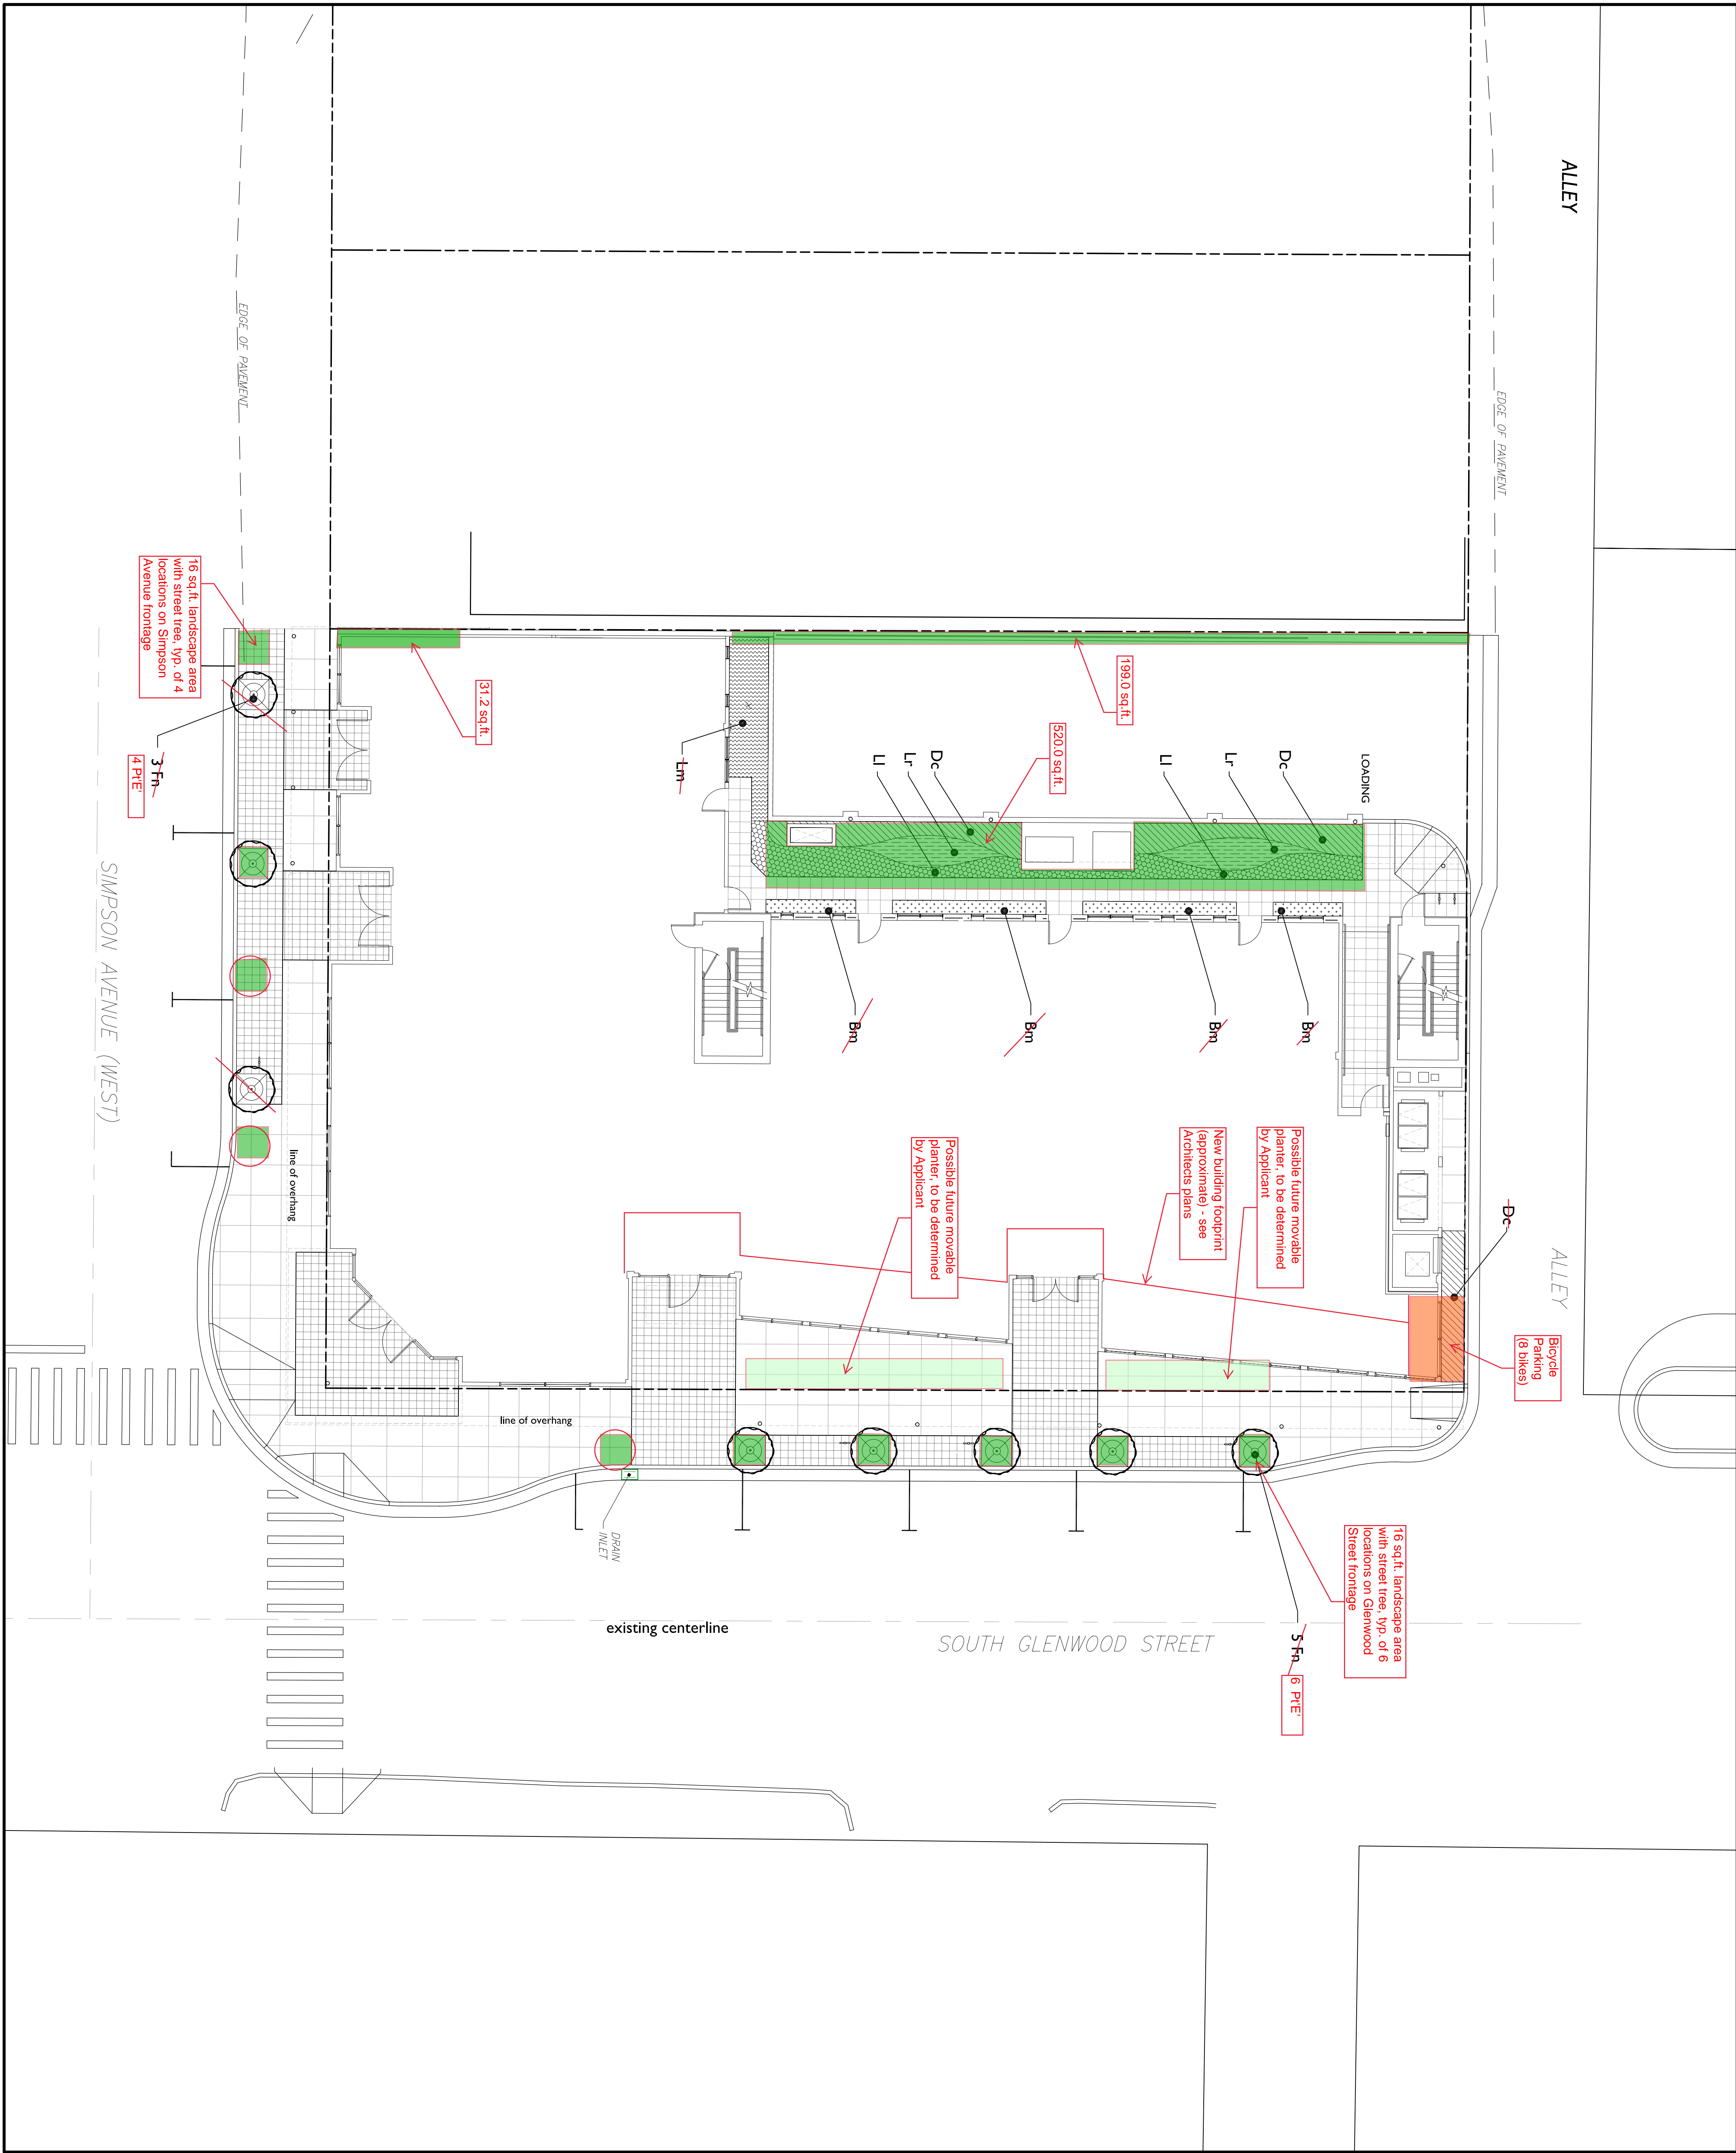 ALLEY
EDGE OF PAVEMENT
EDGE OF PAVEMENT
16 sq.ft. landscape area
with street tree, typ. of 4
locations on Simpson
Avenue frontage
3 Fn
4 Pt'E'
31.2 sq.ft.
199.0 sq.ft.
520.0 sq.ft.
Lm
Ll
Lr
Dc
Ll
Lr
Dc
LOADING
Bm
Bm
Bm
Bm
SIMPSON AVENUE (WEST)
line of overhang
Possible future movable
planter, to be determined
by Applicant
New building footprint
(approximate) - see
Architects plans
Possible future movable
planter, to be determined
by Applicant
Dc
ALLEY
Bicycle
Parking
(8 bikes)
line of overhang
DRAIN
INLET
16 sq.ft. landscape area
with street tree, typ. of 6
locations on Glenwood
Street frontage
5 Fn
6 Pt'E'
existing centerline
SOUTH GLENWOOD STREET